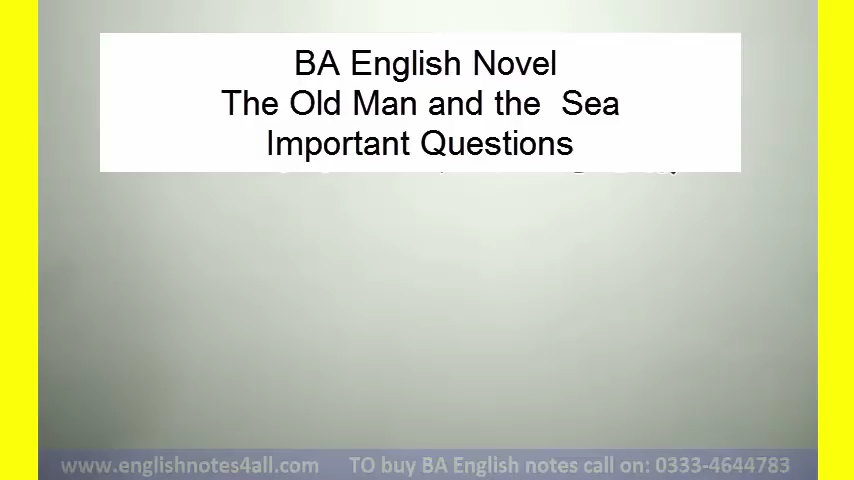 BA English Novel
The Old Man and the Sea
Important Questions
www.englishnotes4all.com TO buy BA English notes call on: 0333-4644783